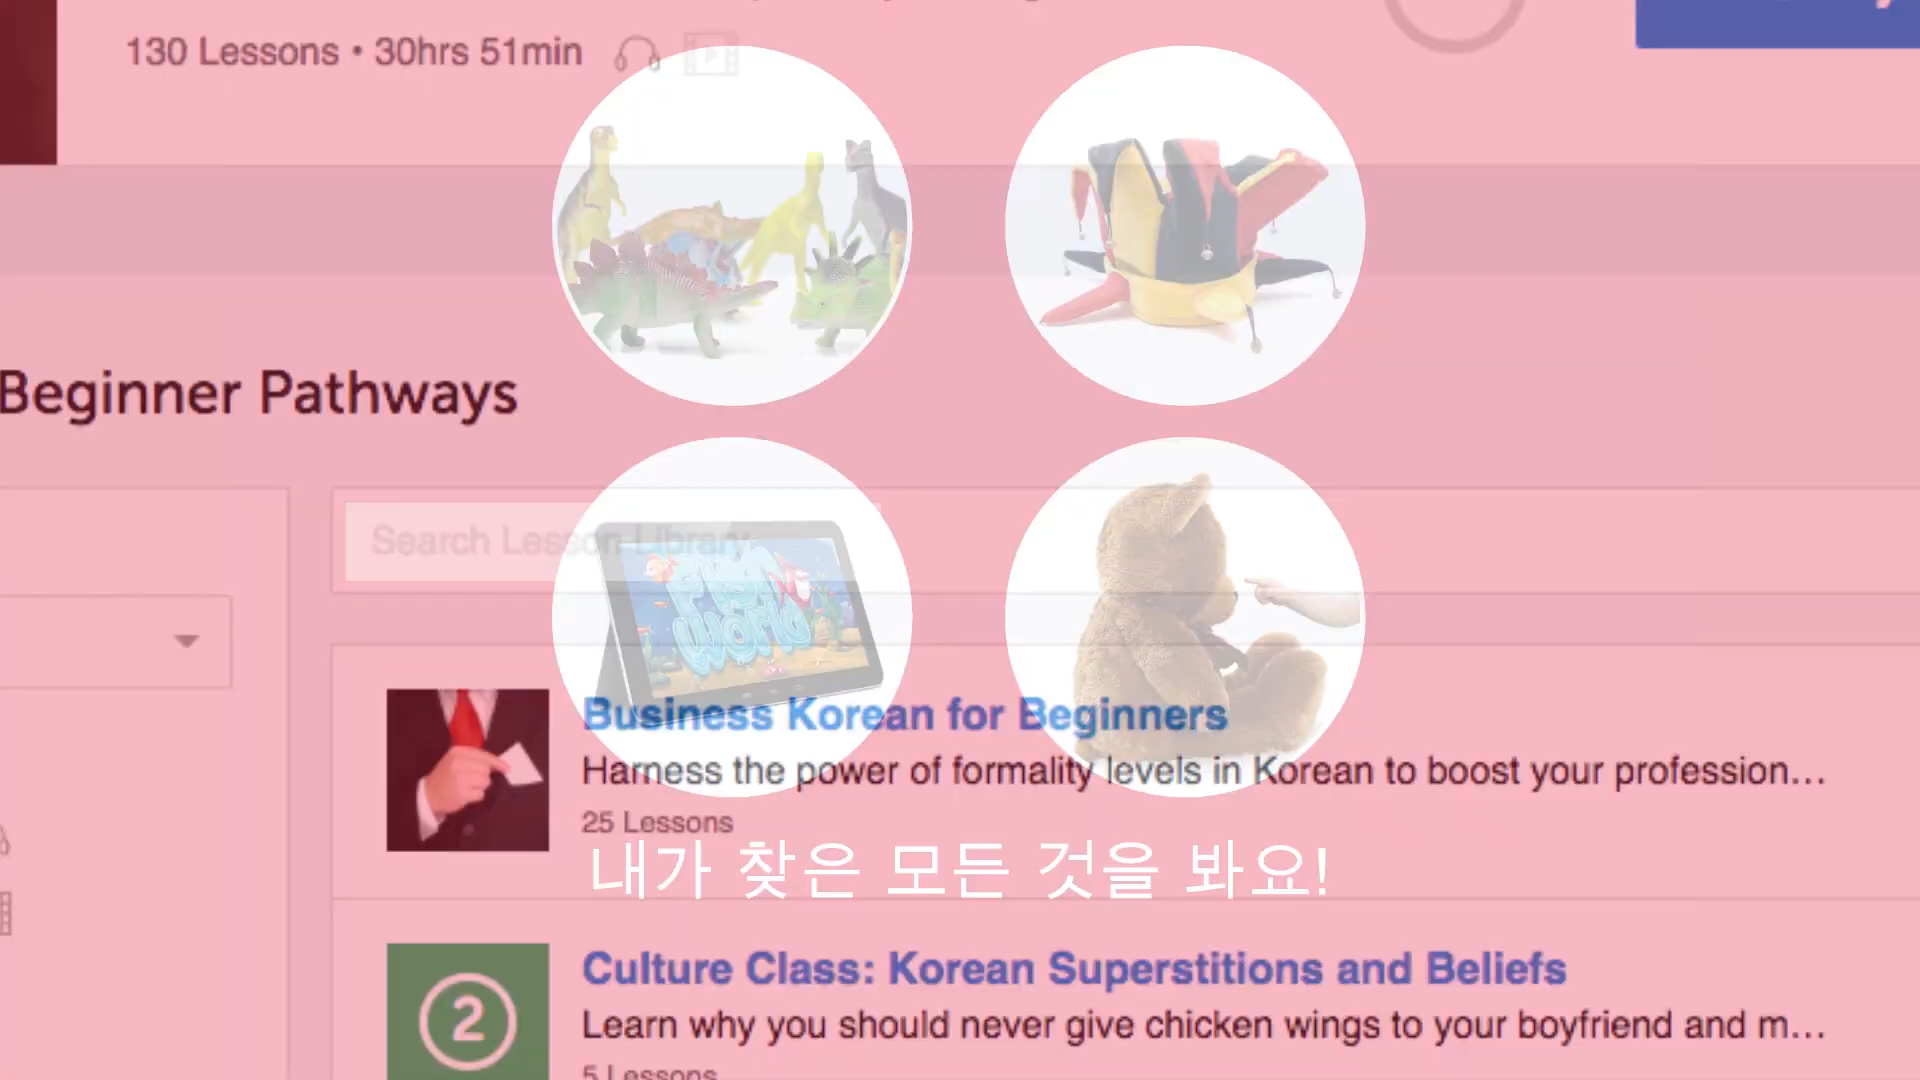 130 Lessons • 30hrs 51min
Beginner Pathways
Search Lesson Library
FISH
WORLD
Business Korean for Beginners
Harness the power of formality levels in Korean to boost your profession...
25 Lessons
내가 찾은 모든 것을 봐요!
Culture Class: Korean Superstitions and Beliefs
2
Learn why you should never give chicken wings to your boyfriend and m...
5 Lessons